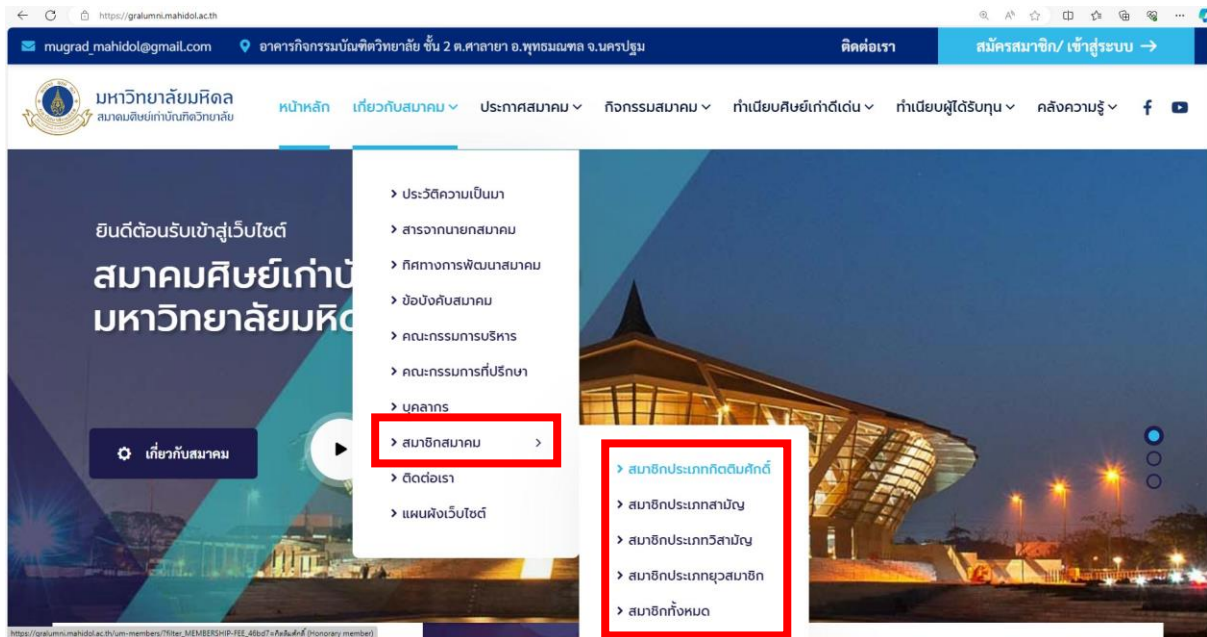 https://gralumni.mahidol.ac.th
mugrad_mahidol@gmail.com อาคารกิจกรรมบัณฑิตวิทยาลัย ชั้น 2 ต.ศาลายา อ.พุทธมณฑล จ.นครปฐม ติดต่อเรา สมัครสมาชิก/ เข้าสู่ระบบ →
มหาวิทยาลัยมหิดล
สมาคมศิษย์เก่าบัณฑิตวิทยาลัย
หน้าหลัก เกี่ยวกับสมาคม ประกาศสมาคม กิจกรรมสมาคม ทำเนียบศิษย์เก่าดีเด่น ทำเนียบผู้ได้รับทุน คลังความรู้
ยินดีต้อนรับเข้าสู่เว็บไซต์
สมาคมศิษย์เก่าบั
มหาวิทยาลัยมหิด
เกี่ยวกับสมาคม
> ประวัติความเป็นมา
> สารจากนายกสมาคม
> ทิศทางการพัฒนาสมาคม
> ข้อบังคับสมาคม
> คณะกรรมการบริหาร
> คณะกรรมการที่ปรึกษา
> บุคลากร
> สมาชิกสมาคม >
> ติดต่อเรา
> แผนผังเว็บไซต์
> สมาชิกประเภทกิตติมศักดิ์
> สมาชิกประเภทสามัญ
> สมาชิกประเภทวิสามัญ
> สมาชิกประเภทยุวสมาชิก
> สมาชิกทั้งหมด
https://gralumni.mahidol.ac.th/um-members/?filter_MEMBERSHIP-FEE_46bd7=กิตติมศักดิ์ (Honorary member)